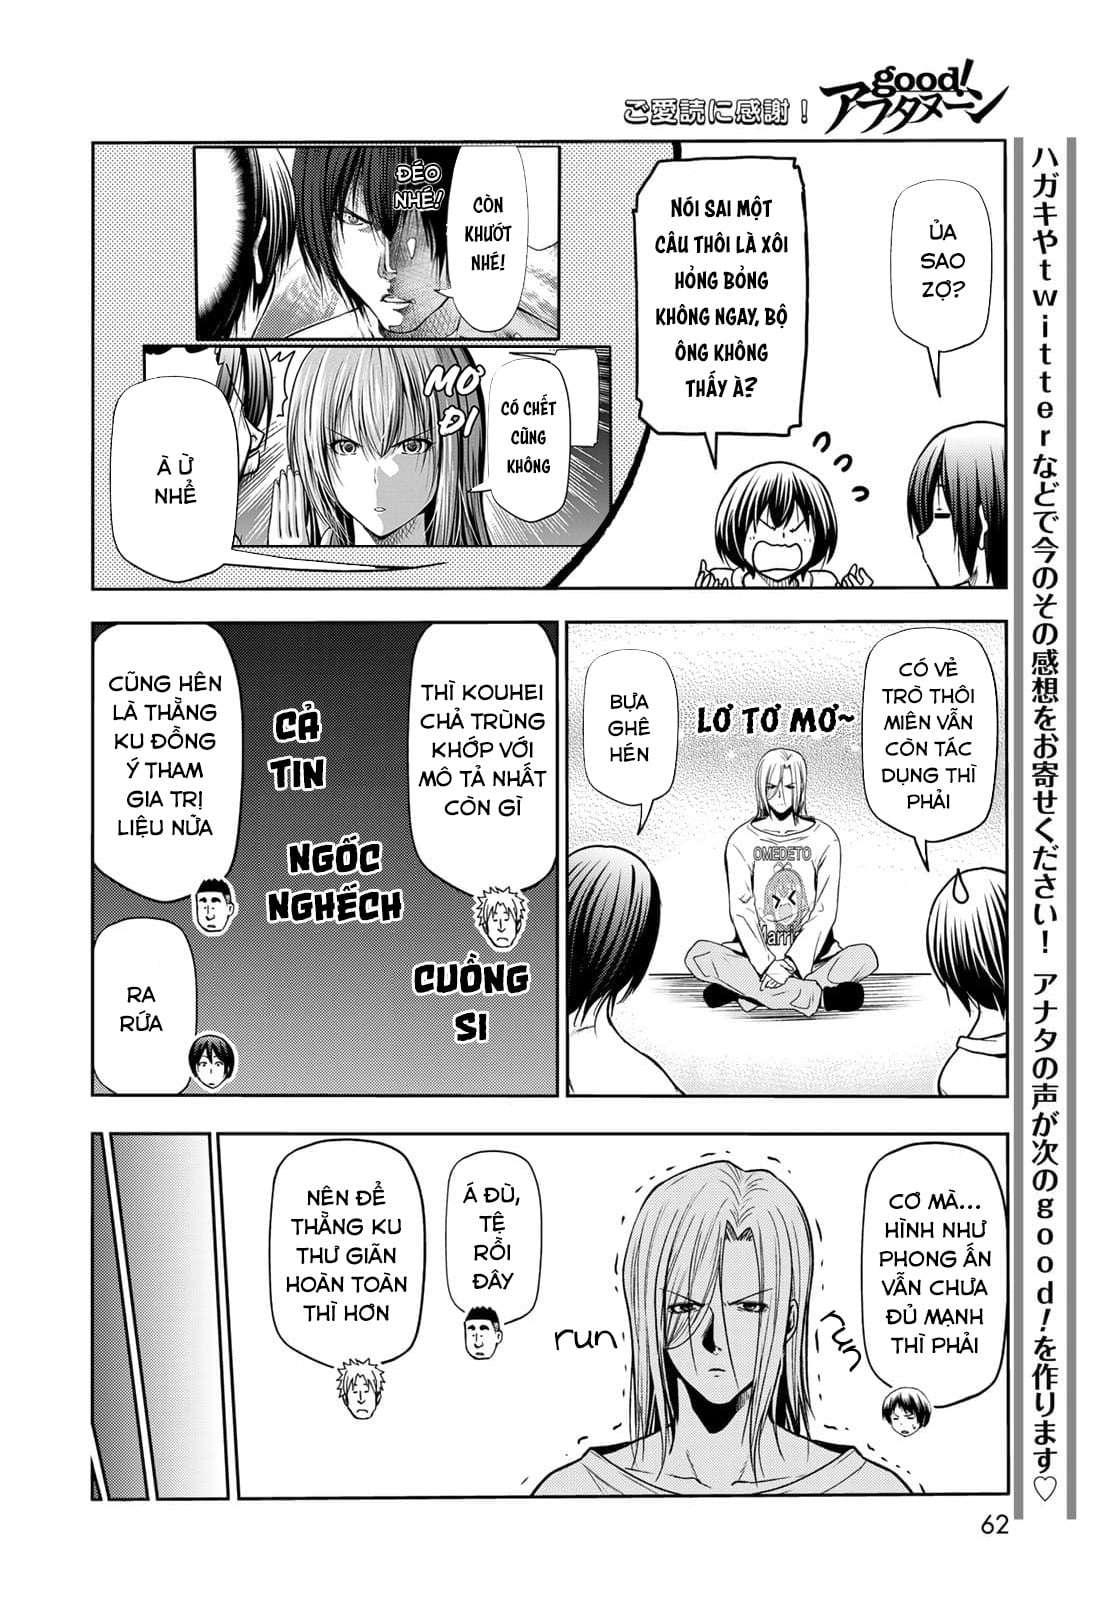 good!
アフタヌーン
ご愛読に感謝！
ハガキやtwitterなどで今のその感想をお寄せください！ アナタの声が次のgood!を作ります♡
ỦA
SAO
ZỢ?
NÓI SAI MỘT
CÂU THÔI LÀ XÔI
HỎNG BỎNG
KHÔNG NGAY, BỘ
ÔNG KHÔNG
THẤY À?
ĐÉO
NHÉ!
CÒN
KHƯỚT
NHÉ!
MƠ
ĐI
CÓ CHẾT
CŨNG
KHÔNG
À Ừ
NHỂ
CÓ VẺ
TRÒ THÔI
MIÊN VẪN
CÒN TÁC
DỤNG THÌ
PHẢI
LƠ TƠ MƠ~
BỰA
GHÊ
HÉN
OMEDETO
Marri
THÌ KOUHEI
CHẢ TRÙNG
KHỚP VỚI
MÔ TẢ NHẤT
CÒN GÌ
CẢ
TIN
NGỐC
NGHẾCH
CUỒNG
SI
CŨNG HÊN
LÀ THẰNG
KU ĐỒNG
Ý THAM
GIA TRỊ
LIỆU NỬA
RA
RỨA
CƠ MÀ...
HÌNH NHƯ
PHONG ẤN
VẪN CHƯA
ĐỦ MẠNH
THÌ PHẢI
run
run
Á ĐÙ,
TỆ
RỒI
ĐÂY
NÊN ĐỂ
THẰNG KU
THƯ GIÃN
HOÀN TOÀN
THÌ HƠN
62